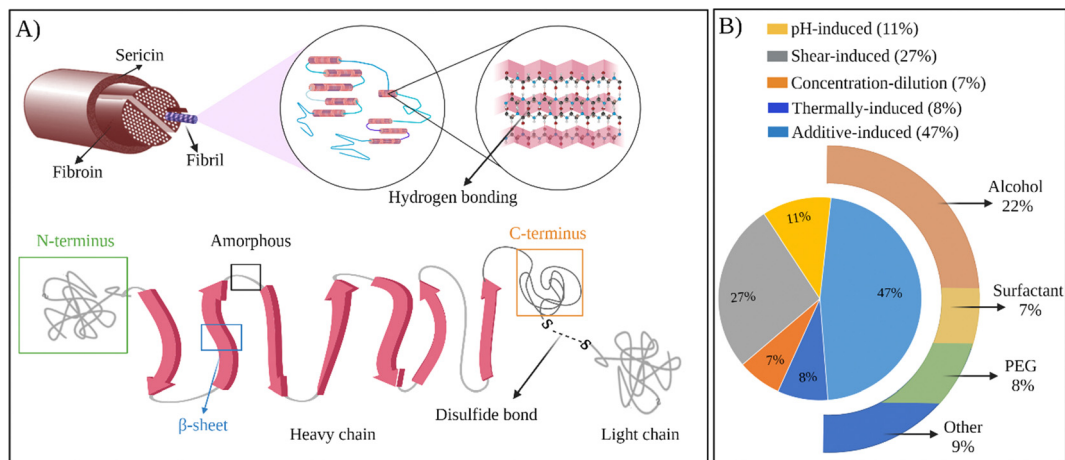 A)
Sericin
Fibroin
Fibril
Hydrogen bonding
N-terminus
Amorphous
C-terminus
S
S
β-sheet
Heavy chain
Disulfide bond
Light chain
B)
pH-induced (11%)
Shear-induced (27%)
Concentration-dilution (7%)
Thermally-induced (8%)
Additive-induced (47%)
11%
27%
7%
8%
47%
Alcohol
22%
Surfactant
7%
PEG
8%
Other
9%